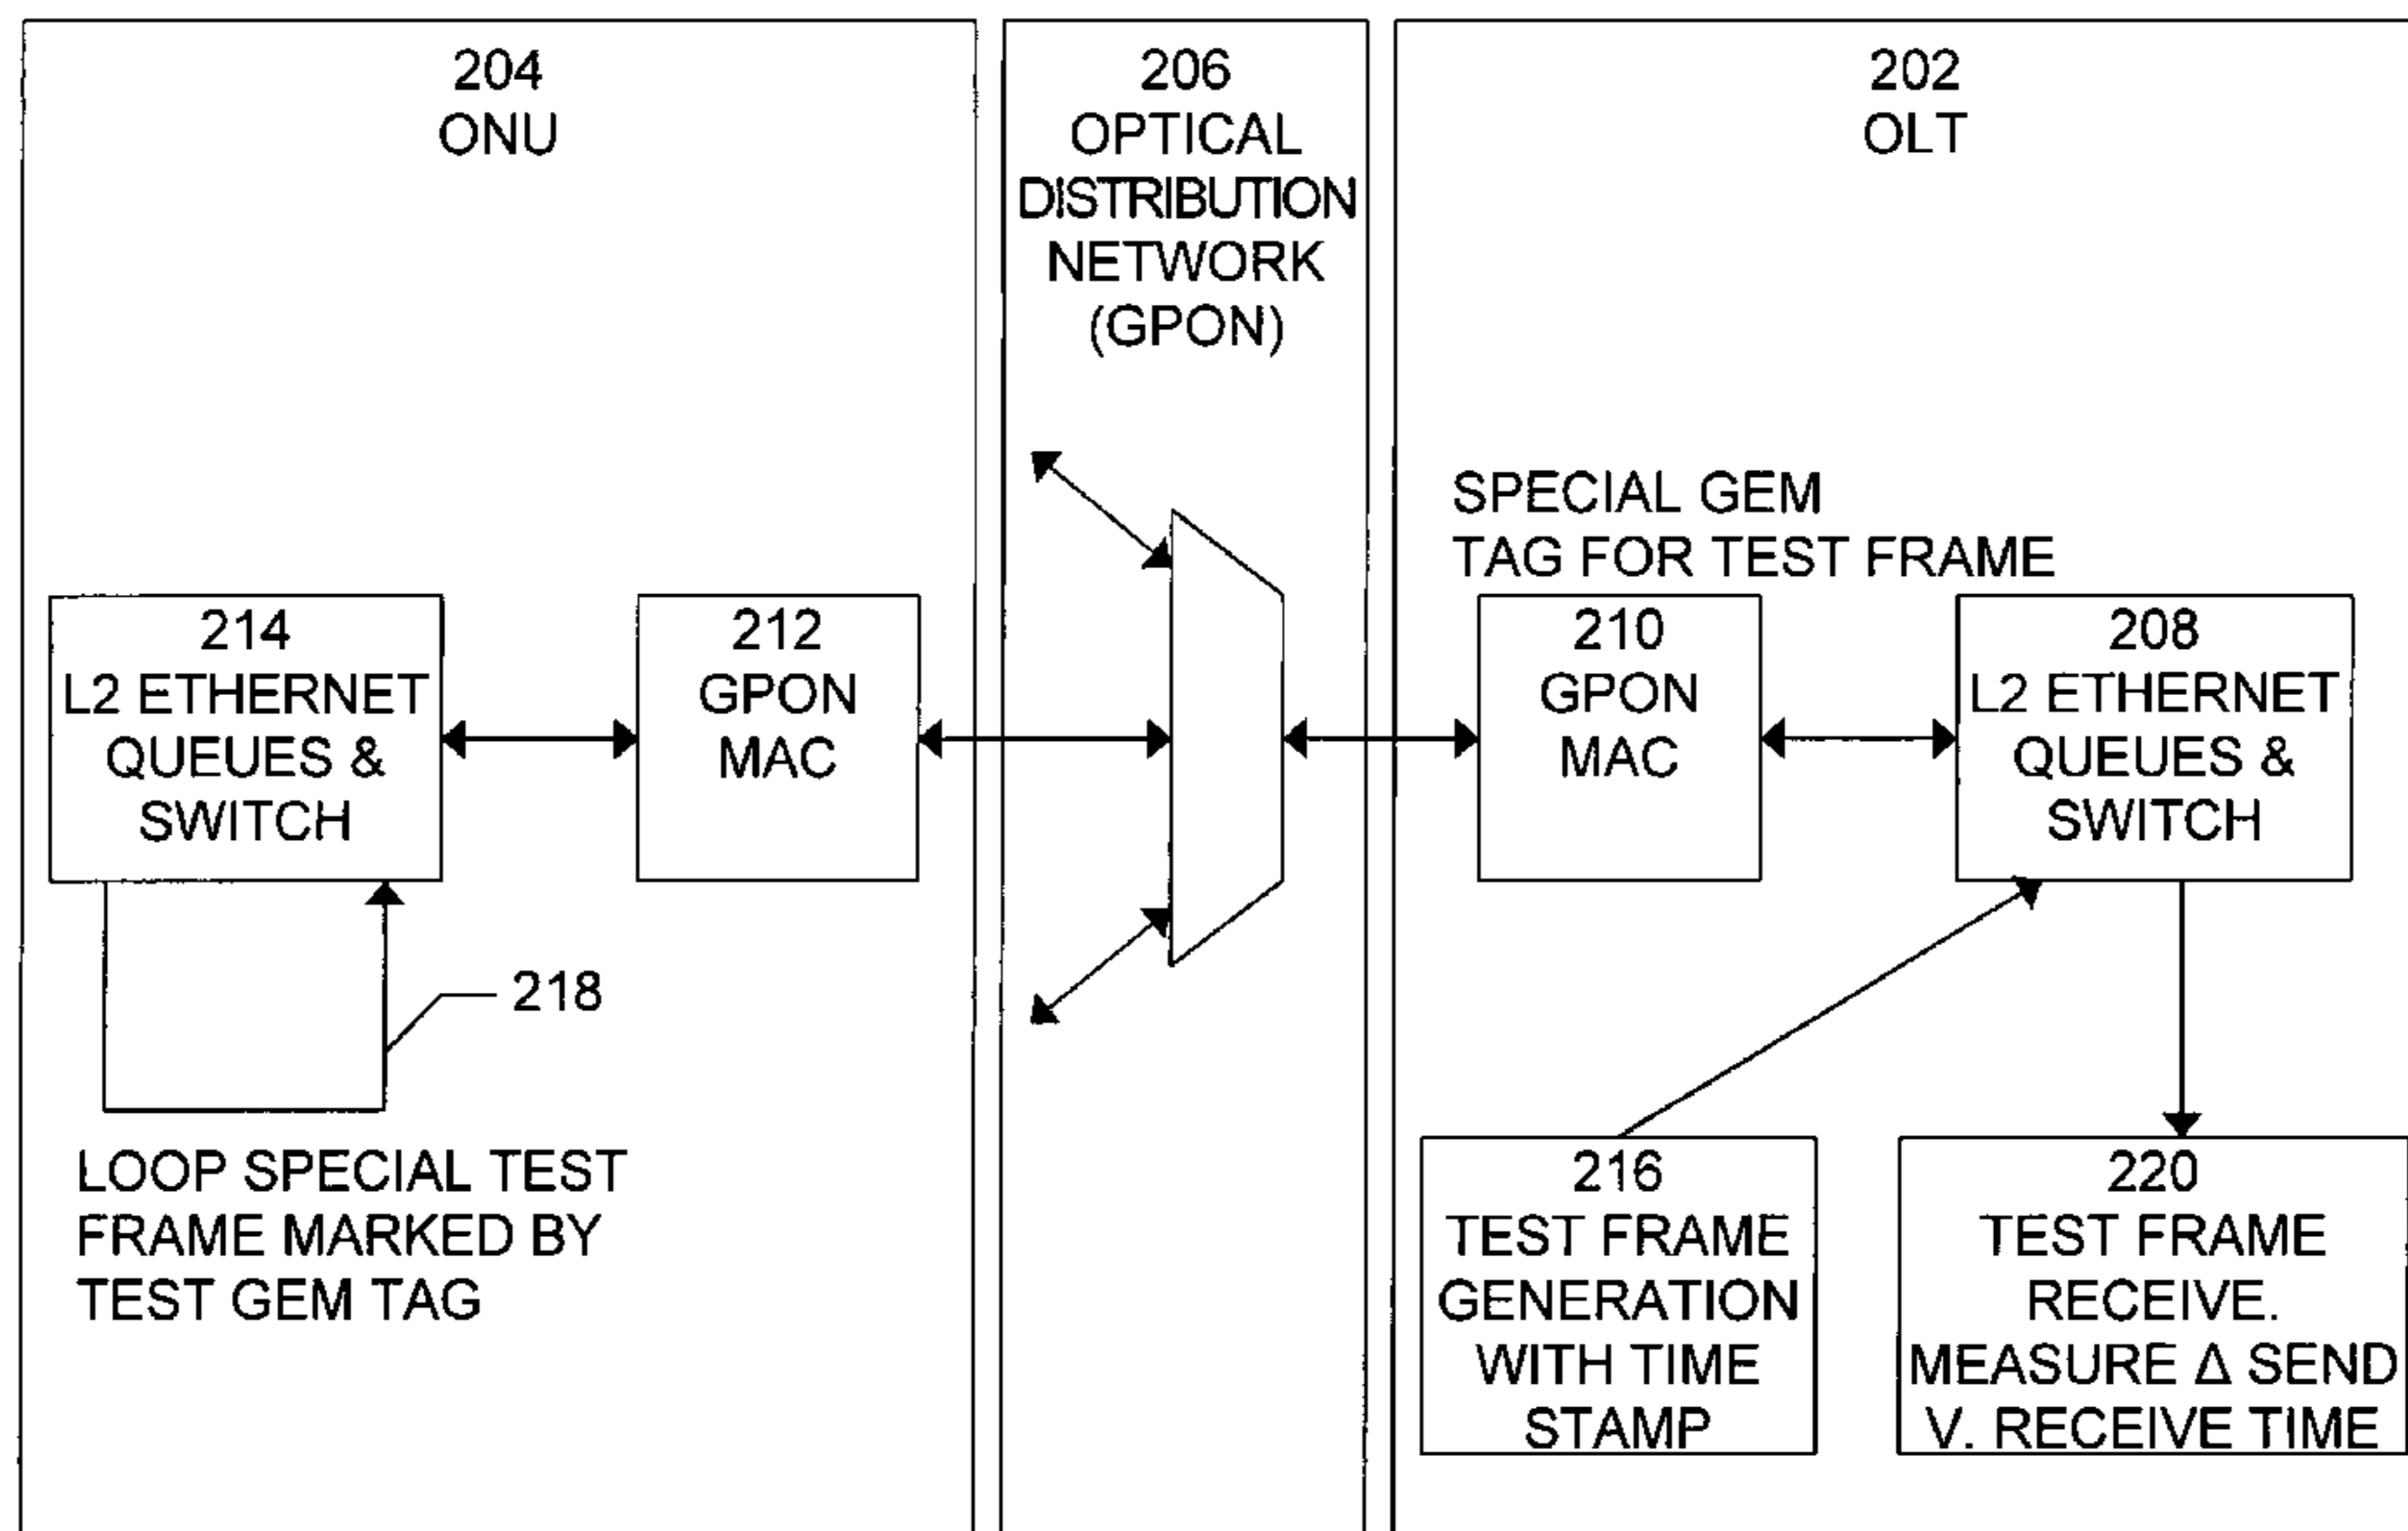 204
ONU
206
OPTICAL
DISTRIBUTION
NETWORK
(GPON)
202
OLT
SPECIAL GEM
TAG FOR TEST FRAME
214
L2 ETHERNET
QUEUES &
SWITCH
212
GPON
MAC
210
GPON
MAC
208
L2 ETHERNET
QUEUES &
SWITCH
218
LOOP SPECIAL TEST
FRAME MARKED BY
TEST GEM TAG
216
TEST FRAME
GENERATION
WITH TIME
STAMP
220
TEST FRAME
RECEIVE.
MEASURE Δ SEND
V. RECEIVE TIME